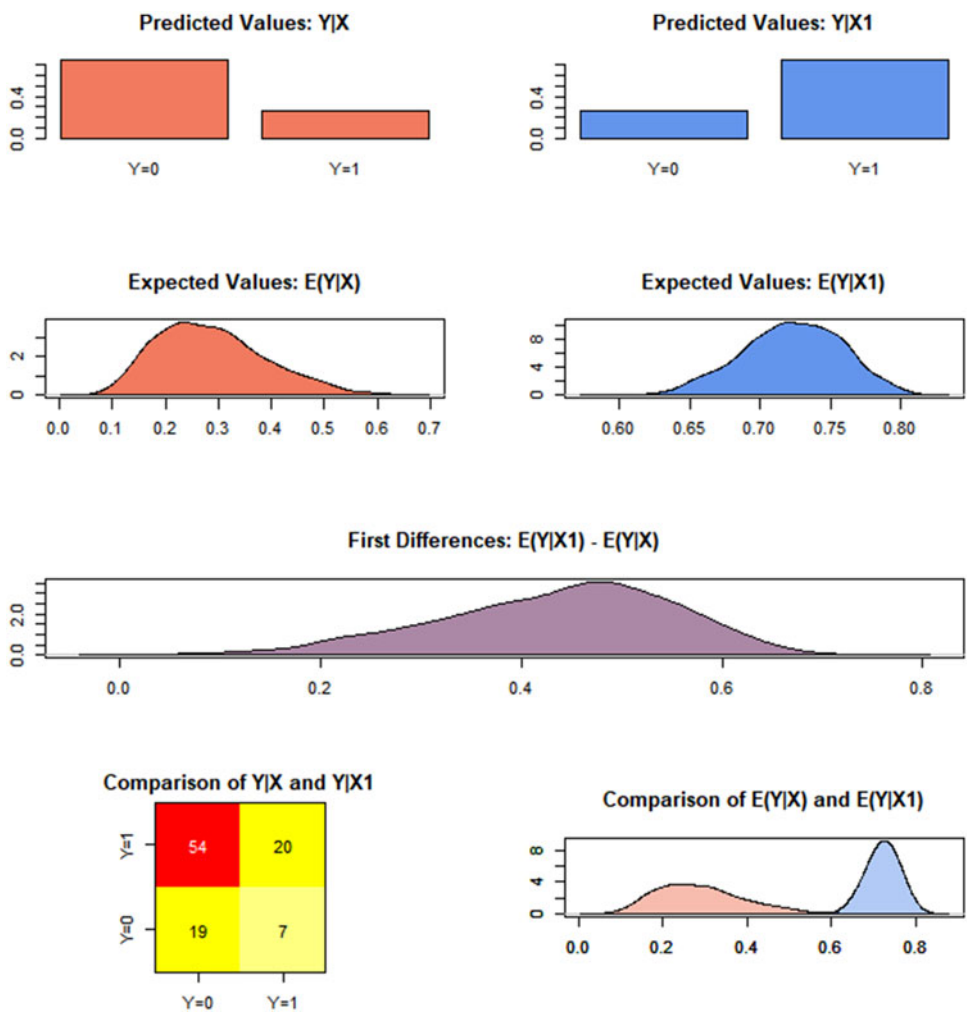 Predicted Values: Y|X
0.0 0.4
Y=0 Y=1
Predicted Values: Y|X1
0.0 0.4
Y=0 Y=1
Expected Values: E(Y|X)
0 2
0.0 0.1 0.2 0.3 0.4 0.5 0.6 0.7
Expected Values: E(Y|X1)
0 4 8
0.60 0.65 0.70 0.75 0.80
First Differences: E(Y|X1) - E(Y|X)
0.0 2.0
0.0 0.2 0.4 0.6 0.8
Comparison of Y|X and Y|X1
Y=1 54 20
Y=0 19 7
Y=0 Y=1
Comparison of E(Y|X) and E(Y|X1)
0 4 8
0.0 0.2 0.4 0.6 0.8